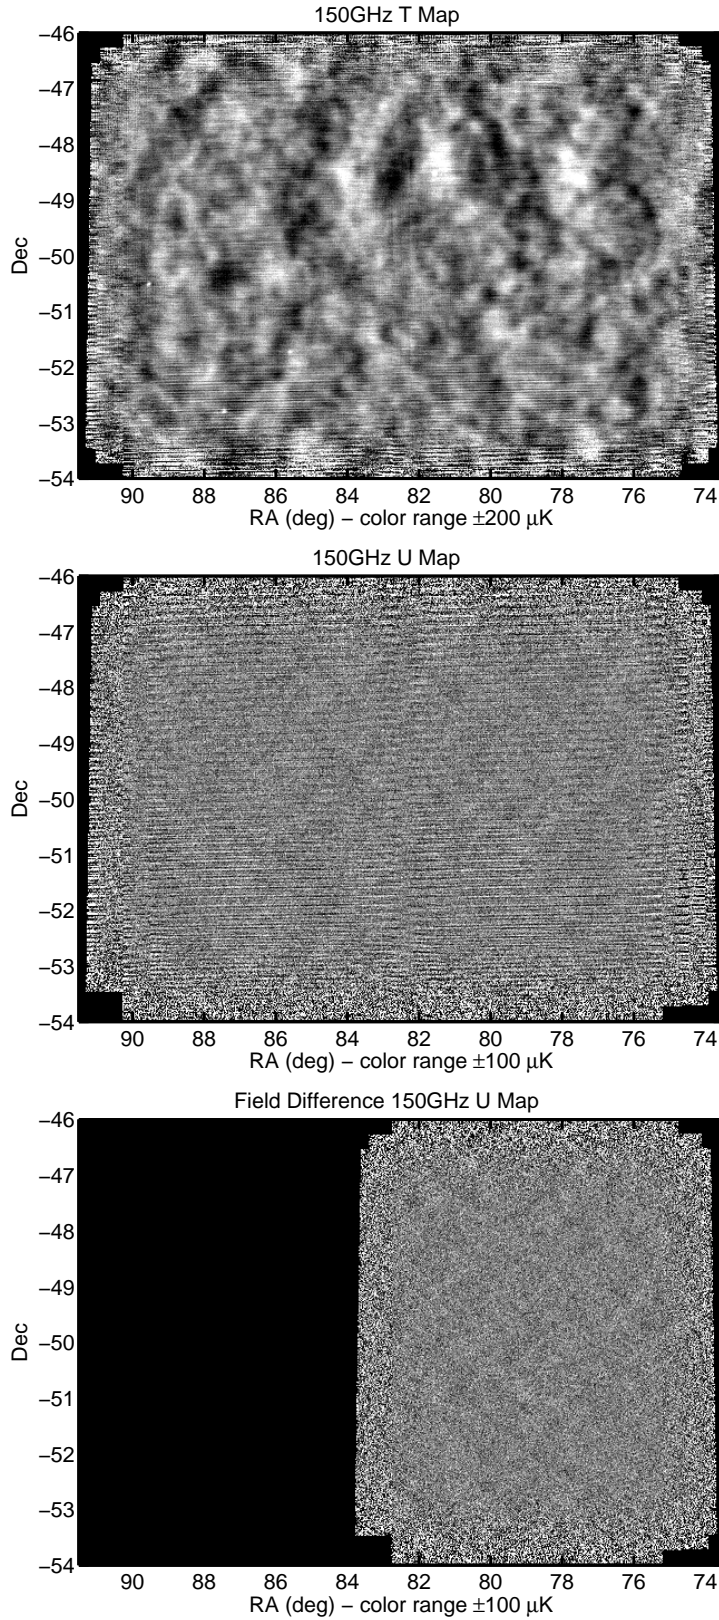 150GHz T Map
−46
−47
−48
−49
−50
−51
−52
−53
−54
Dec
90 88 86 84 82 80 78 76 74
RA (deg) − color range ±200 μK
150GHz U Map
−46
−47
−48
−49
−50
−51
−52
−53
−54
Dec
90 88 86 84 82 80 78 76 74
RA (deg) − color range ±100 μK
Field Difference 150GHz U Map
−46
−47
−48
−49
−50
−51
−52
−53
−54
Dec
90 88 86 84 82 80 78 76 74
RA (deg) − color range ±100 μK